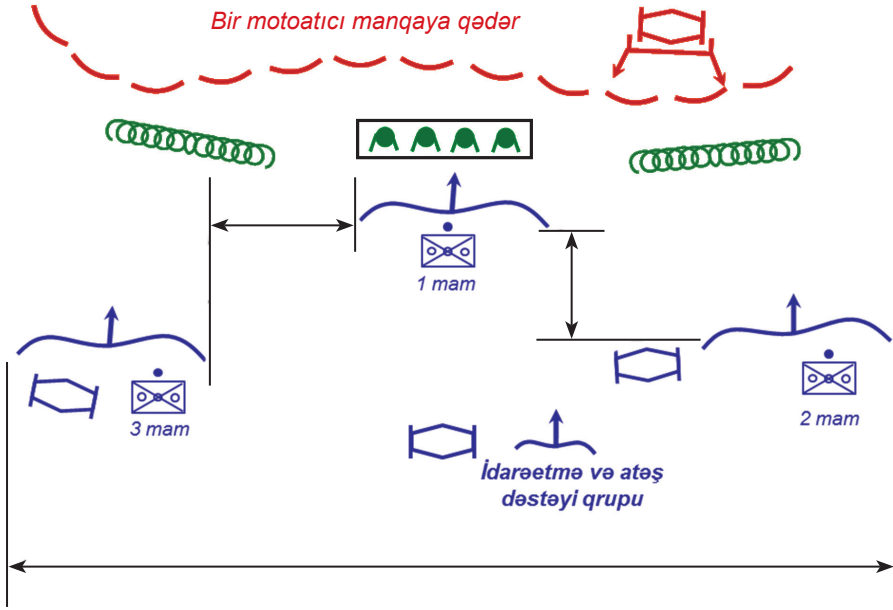 Bir motoatıcı manqaya qədər
1 mam
3 mam
2 mam
İdarəetmə və atəş
dəstəyi qrupu